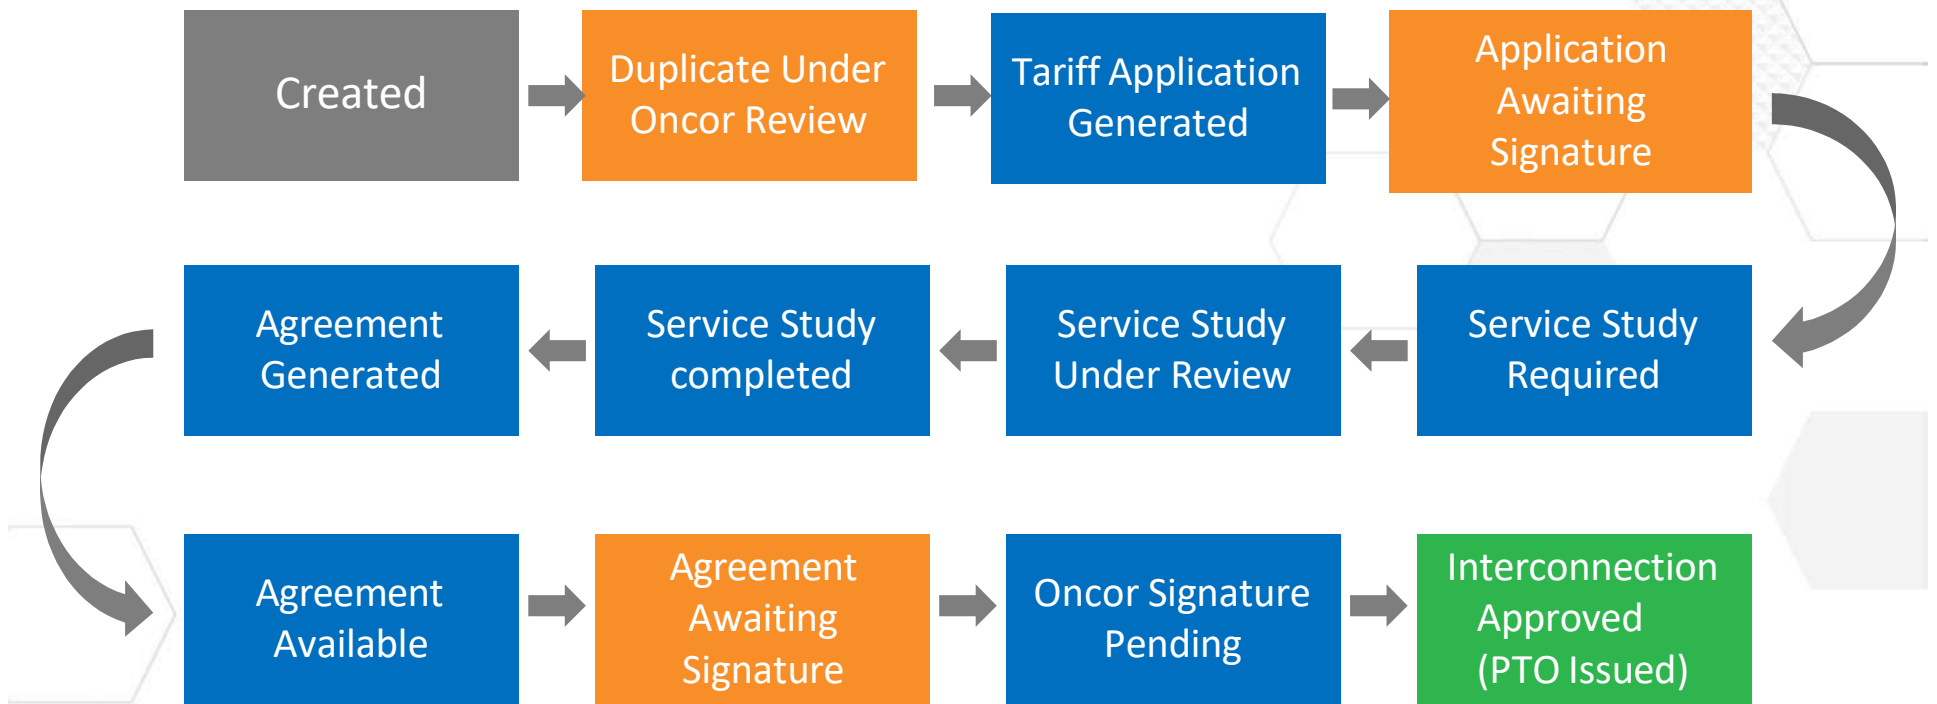 Created
Duplicate Under
Oncor Review
Tariff Application
Generated
Application
Awaiting
Signature
Service Study
Required
Service Study
Under Review
Service Study
completed
Agreement
Generated
Agreement
Available
Agreement
Awaiting
Signature
Oncor Signature
Pending
Interconnection
Approved
(PTO Issued)